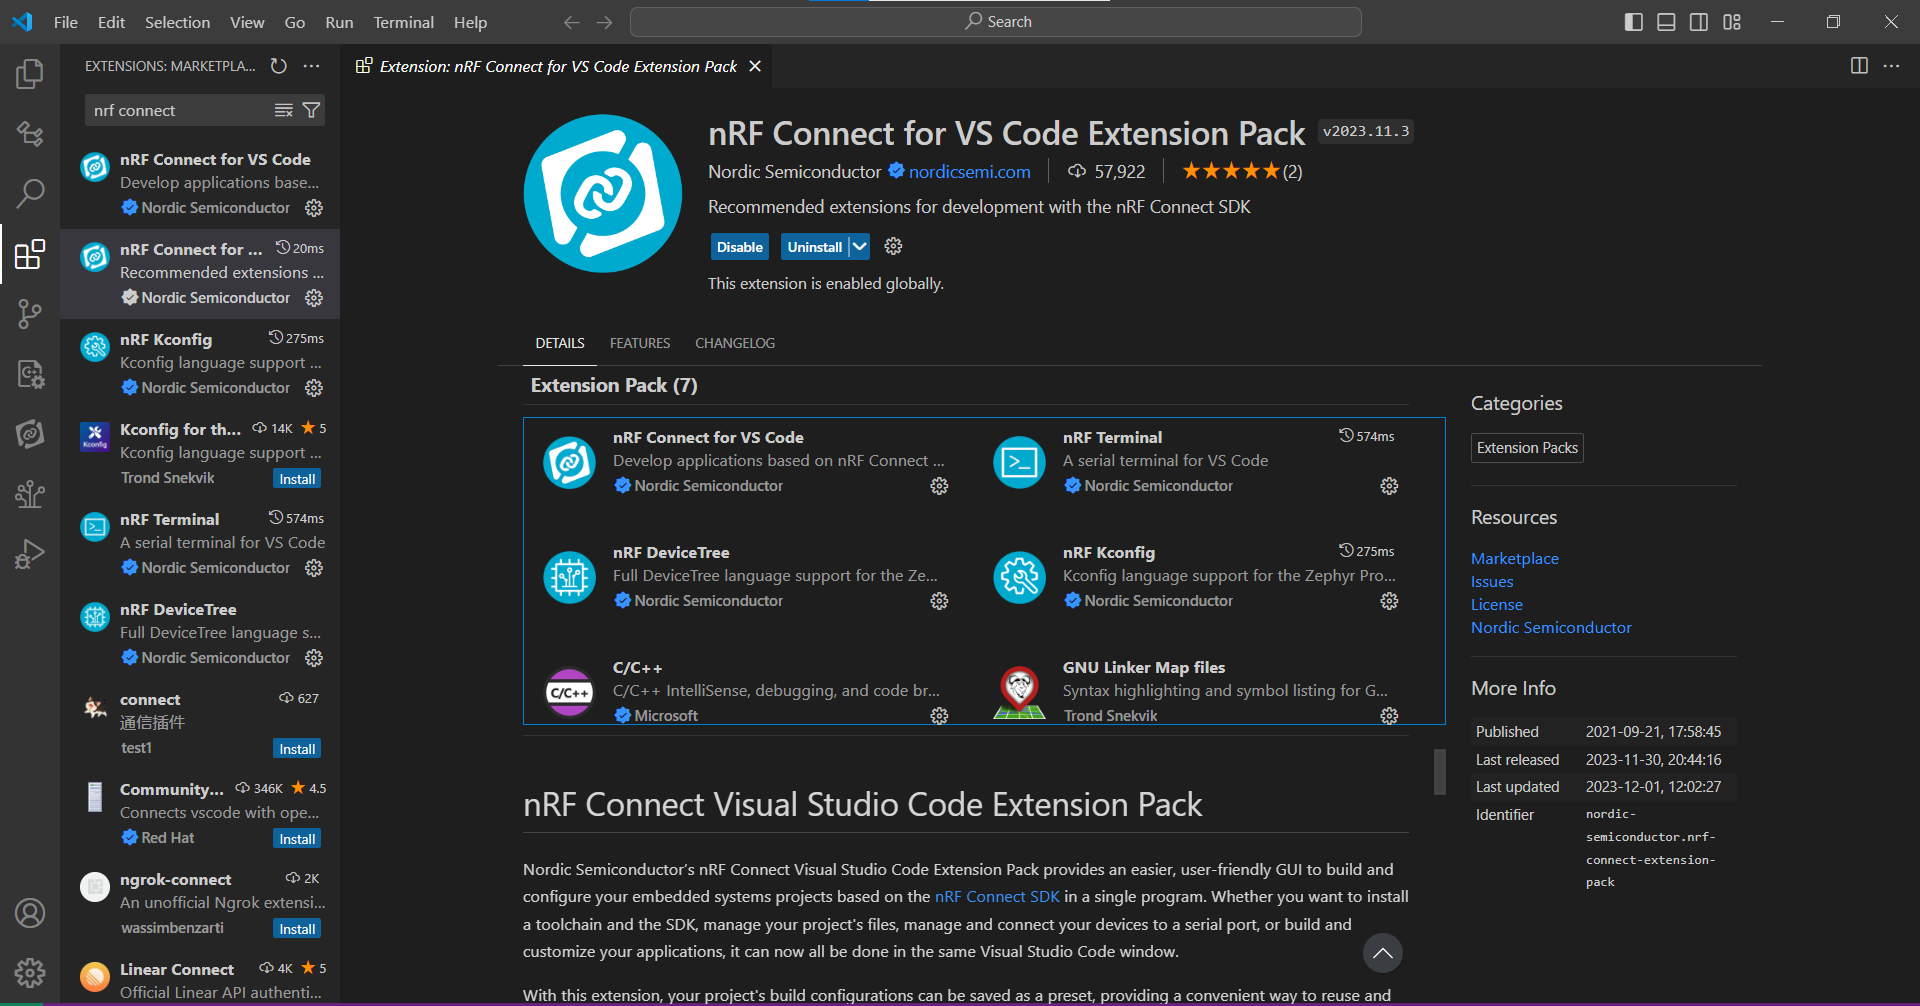 File Edit Selection View Go Run Terminal Help
Search
EXTENSIONS: MARKETPLA...
nrf connect
nRF Connect for VS Code
Develop applications base...
Nordic Semiconductor
nRF Connect for ... 20ms
Recommended extensions ...
Nordic Semiconductor
nRF Kconfig 275ms
Kconfig language support ...
Nordic Semiconductor
Kconfig
Kconfig for th... 14K 5
Kconfig language support ...
Trond Snekvik Install
nRF Terminal 574ms
A serial terminal for VS Code
Nordic Semiconductor
nRF DeviceTree
Full DeviceTree language s...
Nordic Semiconductor
connect 627
通信插件
test1 Install
Community... 346K 4.5
Connects vscode with ope...
Red Hat Install
ngrok-connect 2K
An unofficial Ngrok extensi...
wassimbenzarti Install
Linear Connect 4K 5
Official Linear API authenti...
Extension: nRF Connect for VS Code Extension Pack
nRF Connect for VS Code Extension Pack v2023.11.3
Nordic Semiconductor nordicsemi.com 57,922 (2)
Recommended extensions for development with the nRF Connect SDK
Disable Uninstall
This extension is enabled globally.
DETAILS FEATURES CHANGELOG
Extension Pack (7)
nRF Connect for VS Code
Develop applications based on nRF Connect ...
Nordic Semiconductor
nRF Terminal 574ms
A serial terminal for VS Code
Nordic Semiconductor
nRF DeviceTree
Full DeviceTree language support for the Ze...
Nordic Semiconductor
nRF Kconfig 275ms
Kconfig language support for the Zephyr Pro...
Nordic Semiconductor
C/C++
C/C++
C/C++ IntelliSense, debugging, and code br...
Microsoft
GNU Linker Map files
Syntax highlighting and symbol listing for G...
Trond Snekvik
nRF Connect Visual Studio Code Extension Pack
Nordic Semiconductor's nRF Connect Visual Studio Code Extension Pack provides an easier, user-friendly GUI to build and
configure your embedded systems projects based on the nRF Connect SDK in a single program. Whether you want to install
a toolchain and the SDK, manage your project's files, manage and connect your devices to a serial port, or build and
customize your applications, it can now all be done in the same Visual Studio Code window.
With this extension, your project's build configurations can be saved as a preset, providing a convenient way to reuse and
Categories
Extension Packs
Resources
Marketplace
Issues
License
Nordic Semiconductor
More Info
Published 2021-09-21, 17:58:45
Last released 2023-11-30, 20:44:16
Last updated 2023-12-01, 12:02:27
Identifier nordic-
semiconductor.nrf-
connect-extension-
pack